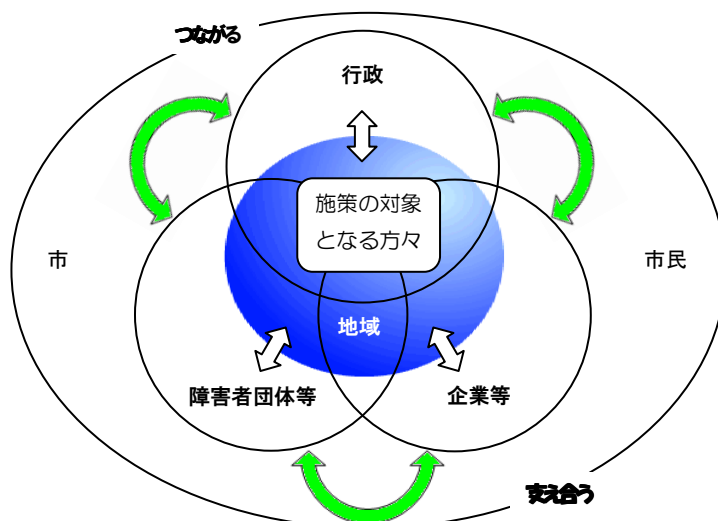 つながる
行政
施策の対象
となる方々
市
市民
地域
障害者団体等
企業等
支え合う